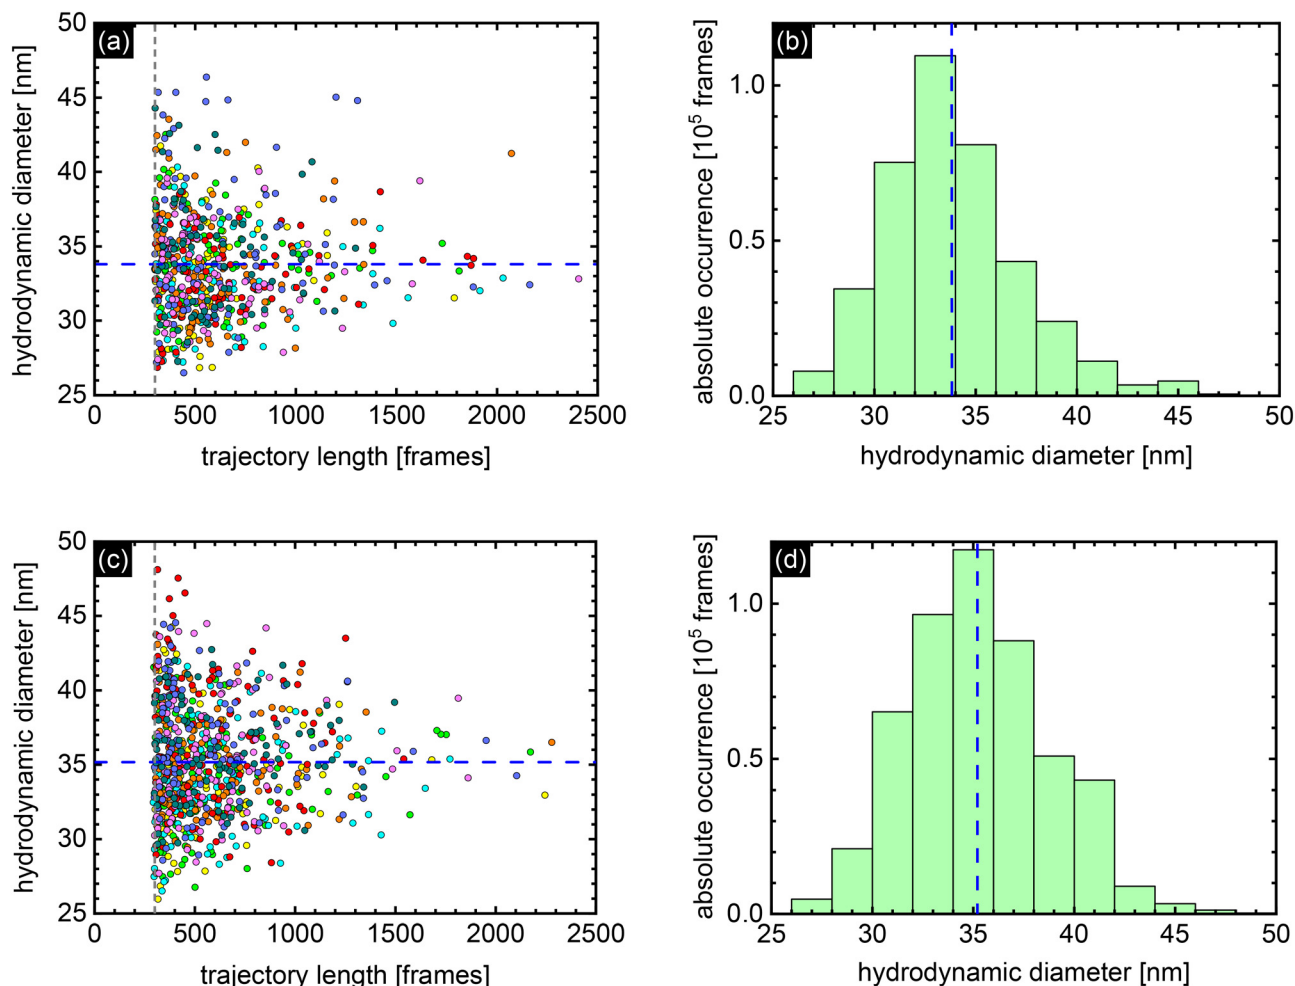 (a)
hydrodynamic diameter [nm]
50
45
40
35
30
25
0 500 1000 1500 2000 2500
trajectory length [frames]
(b)
absolute occurrence [10⁵ frames]
1.0
0.5
0.0
25 30 35 40 45 50
hydrodynamic diameter [nm]
(c)
hydrodynamic diameter [nm]
50
45
40
35
30
25
0 500 1000 1500 2000 2500
trajectory length [frames]
(d)
absolute occurrence [10⁵ frames]
1.0
0.5
0.0
25 30 35 40 45 50
hydrodynamic diameter [nm]